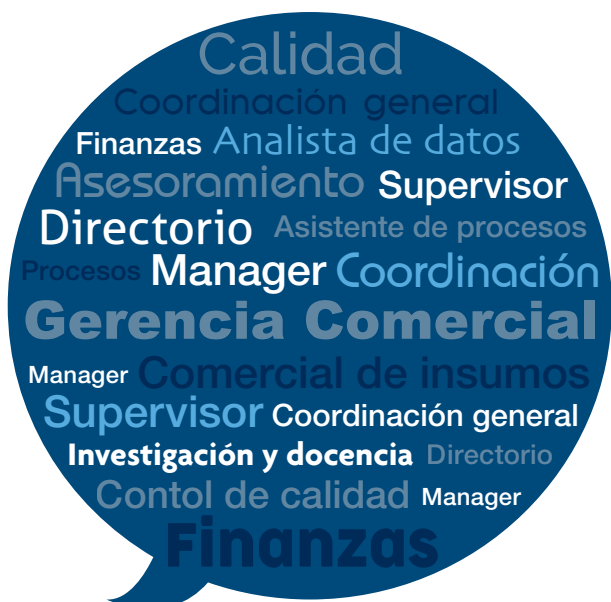 Calidad
Coordinación general
Finanzas Analista de datos
Asesoramiento Supervisor
Directorio Asistente de procesos
Procesos Manager Coordinación
Gerencia Comercial
Manager Comercial de insumos
Supervisor Coordinación general
Investigación y docencia Directorio
Contol de calidad Manager
Finanzas